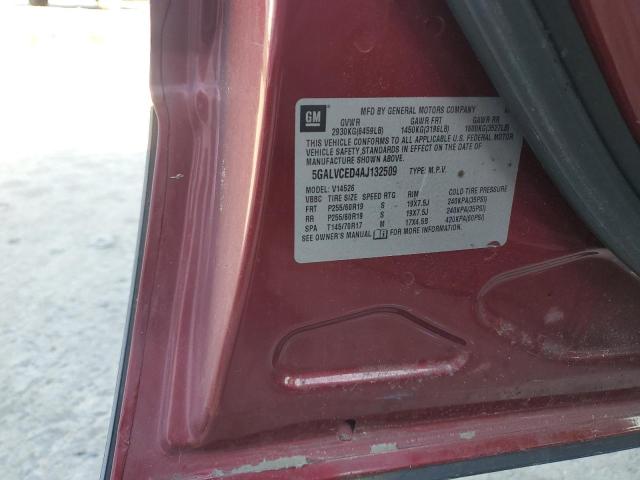 GM
MFD BY GENERAL MOTORS COMPANY
GVWR GAWR FRT GAWR RR
2930KG(6459LB) 1450KG(3196LB) 1600KG(3527LB)
THIS VEHICLE CONFORMS TO ALL APPLICABLE U.S. FEDERAL MOTOR
VEHICLE SAFETY, STANDARDS IN EFFECT ON THE DATE OF
MANUFACTURE SHOWN ABOVE.
5GALVCED4AJ132509 TYPE: M.P.V.
MODEL: V14526
VBBC TIRE SIZE SPEED RTG RIM COLD TIRE PRESSURE
FRT P255/60R19 S 19X7.5J 240KPA(35PSI)
RR P255/60R19 S 19X7.5J 240KPA(35PSI)
SPA T145/70R17 M 17X4.5B 420KPA(60PSI)
SEE OWNER'S MANUAL FOR MORE INFORMATION.